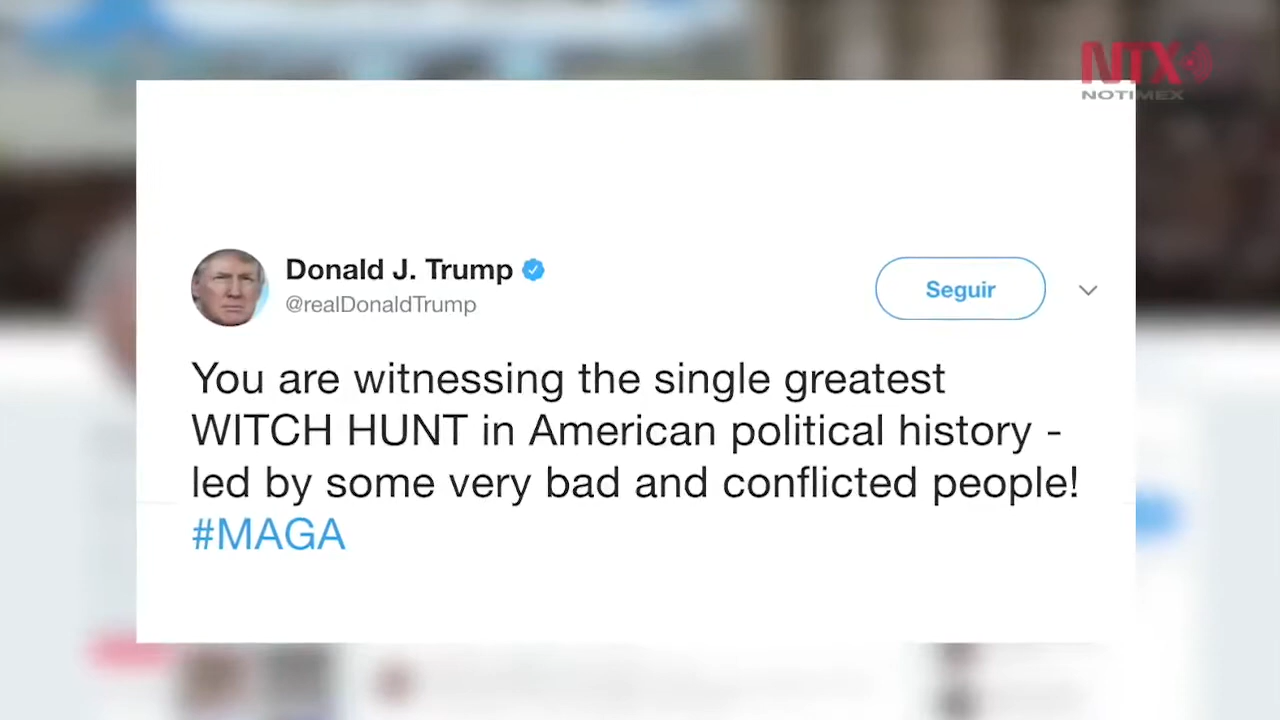 NTX
NOTIMEX
Donald J. Trump
@realDonaldTrump
Seguir
You are witnessing the single greatest
WITCH HUNT in American political history -
led by some very bad and conflicted people!
#MAGA